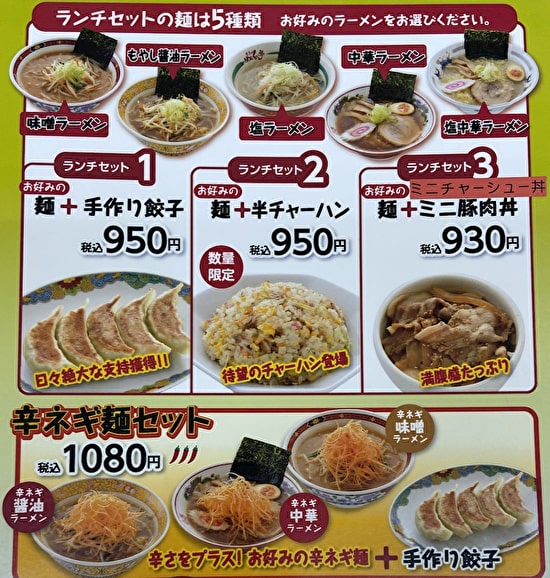 ランチセットの麺は5種類 お好みのラーメンをお選びください。
もやし醤油ラーメン
中華ラーメン
味噌ラーメン
塩ラーメン
塩中華ラーメン
ランチセット1
お好みの
麺+手作り餃子
税込950円
日々絶大な支持獲得!!
ランチセット2
お好みの
麺+半チャーハン
税込950円
数量
限定
待望のチャーハン登場
ランチセット3
ミニチャーシュー丼
お好みの
麺+ミニ豚肉丼
税込930円
満腹盛たっぷり
辛ネギ麺セット
税込1080円
辛ネギ
味噌
ラーメン
辛ネギ
醤油
ラーメン
辛ネギ
中華
ラーメン
辛さをプラス!お好みの辛ネギ麺+手作り餃子